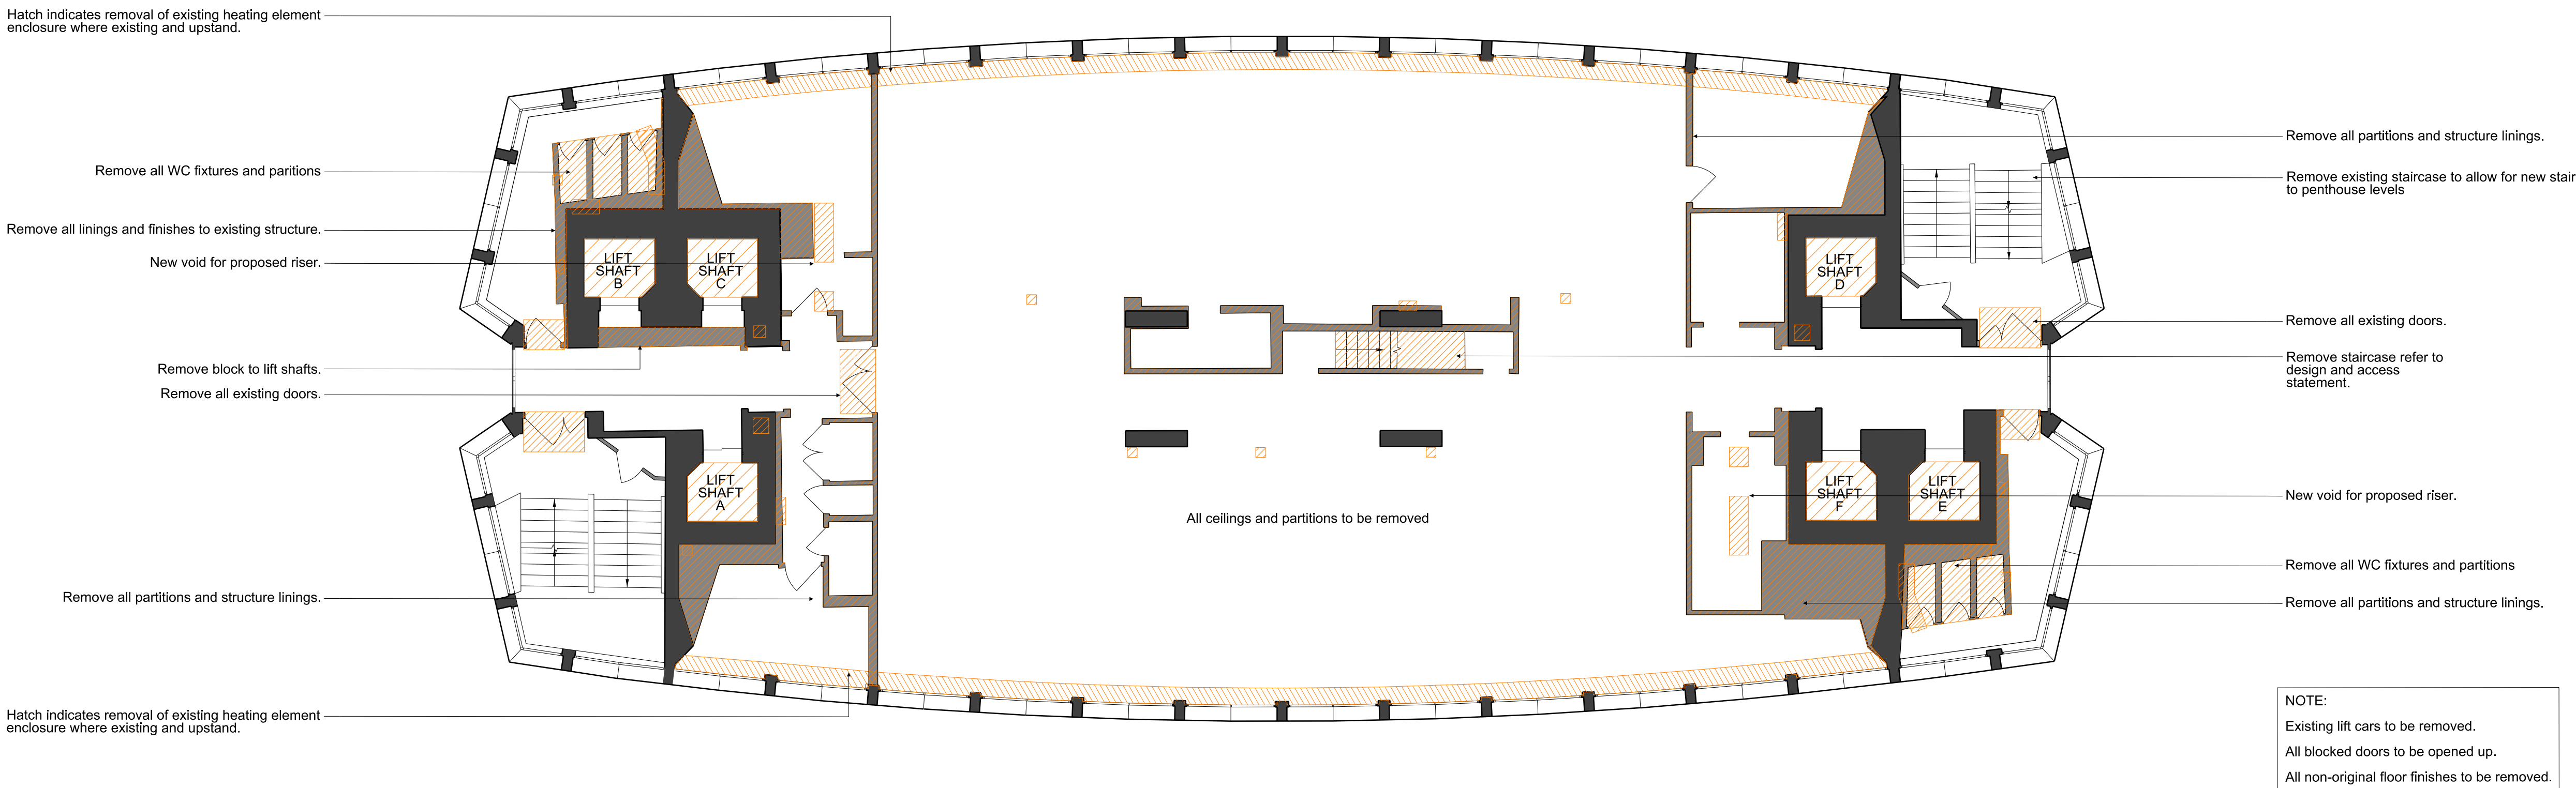 Hatch indicates removal of existing heating element
enclosure where existing and upstand.
Remove all WC fixtures and paritions
Remove all linings and finishes to existing structure.
New void for proposed riser.
Remove block to lift shafts.
Remove all existing doors.
Remove all partitions and structure linings.
Hatch indicates removal of existing heating element
enclosure where existing and upstand.
LIFT
SHAFT
B
LIFT
SHAFT
C
LIFT
SHAFT
A
All ceilings and partitions to be removed
LIFT
SHAFT
D
LIFT
SHAFT
F
LIFT
SHAFT
E
Remove all partitions and structure linings.
Remove existing staircase to allow for new stair
to penthouse levels
Remove all existing doors.
Remove staircase refer to
design and access
statement.
New void for proposed riser.
Remove all WC fixtures and partitions
Remove all partitions and structure linings.
NOTE:
Existing lift cars to be removed.
All blocked doors to be opened up.
All non-original floor finishes to be removed.